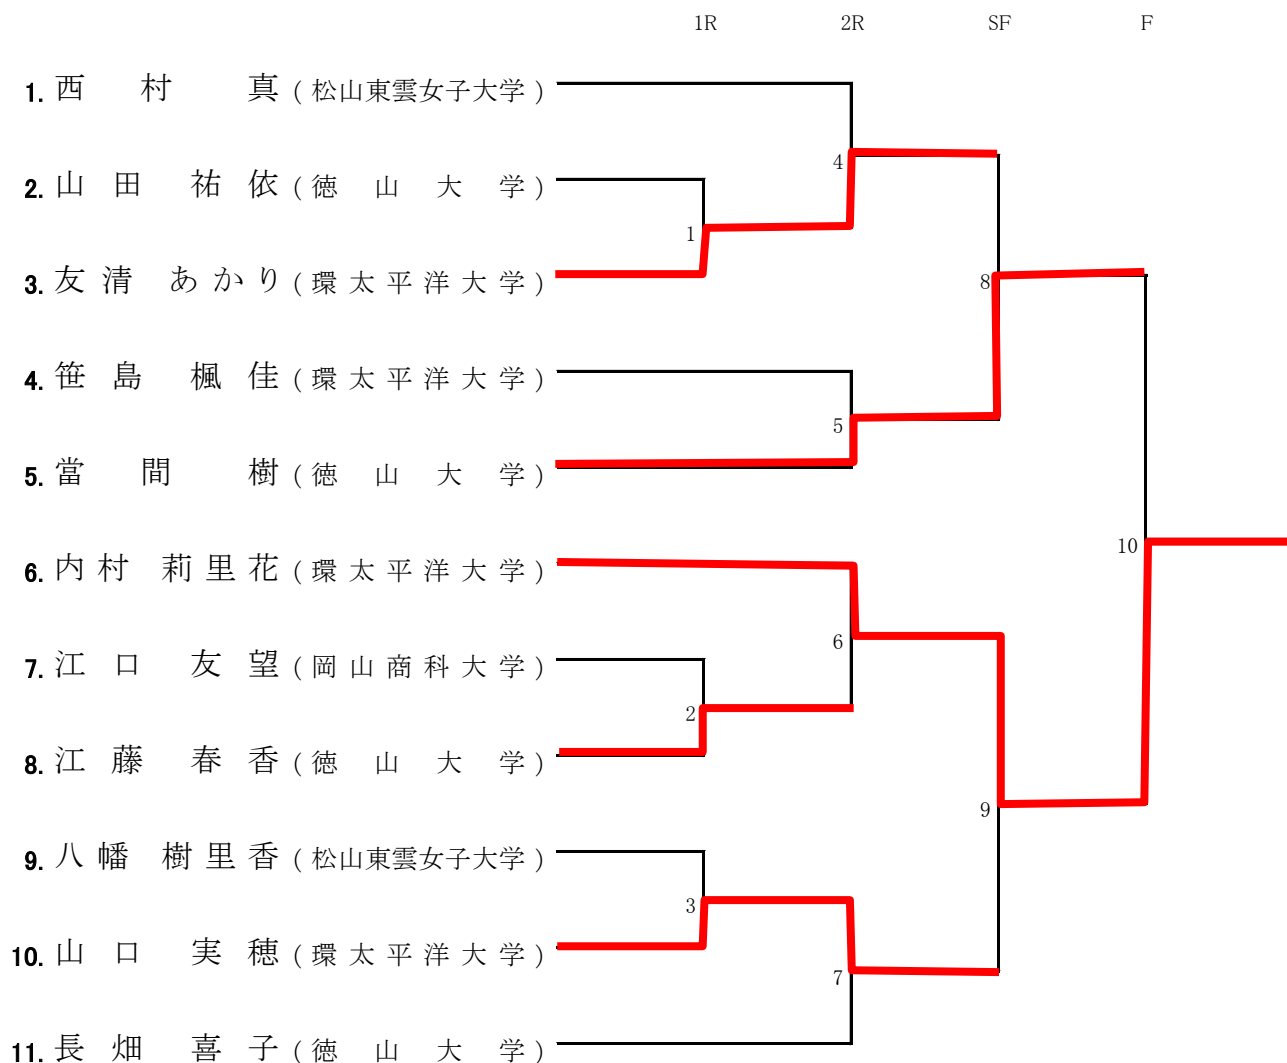 1R 2R SF F
1. 西村 真 (松山東雲女子大学)
4
2. 山田 祐依 (徳山大学)
1
3. 友清 あかり (環太平洋大学)
8
4. 笹島 楓佳 (環太平洋大学)
5
5. 當間 樹 (徳山大学)
10
6. 内村 莉里花 (環太平洋大学)
6
7. 江口 友望 (岡山商科大学)
2
8. 江藤 春香 (徳山大学)
9
9. 八幡 樹里香 (松山東雲女子大学)
3
10. 山口 実穂 (環太平洋大学)
7
11. 長畑 喜子 (徳山大学)